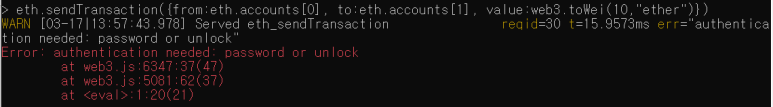 > eth.sendTransaction({from:eth.accounts[0], to:eth.accounts[1], value:web3.toWei(10,"ether")})
WARN [03-17|13:57:43.978] Served eth_sendTransaction reqid=30 t=15.9573ms err="authentica
tion needed: password or unlock"
Error: authentication needed: password or unlock
at web3.js:6347:37(47)
at web3.js:5081:62(37)
at <eval>:1:20(21)